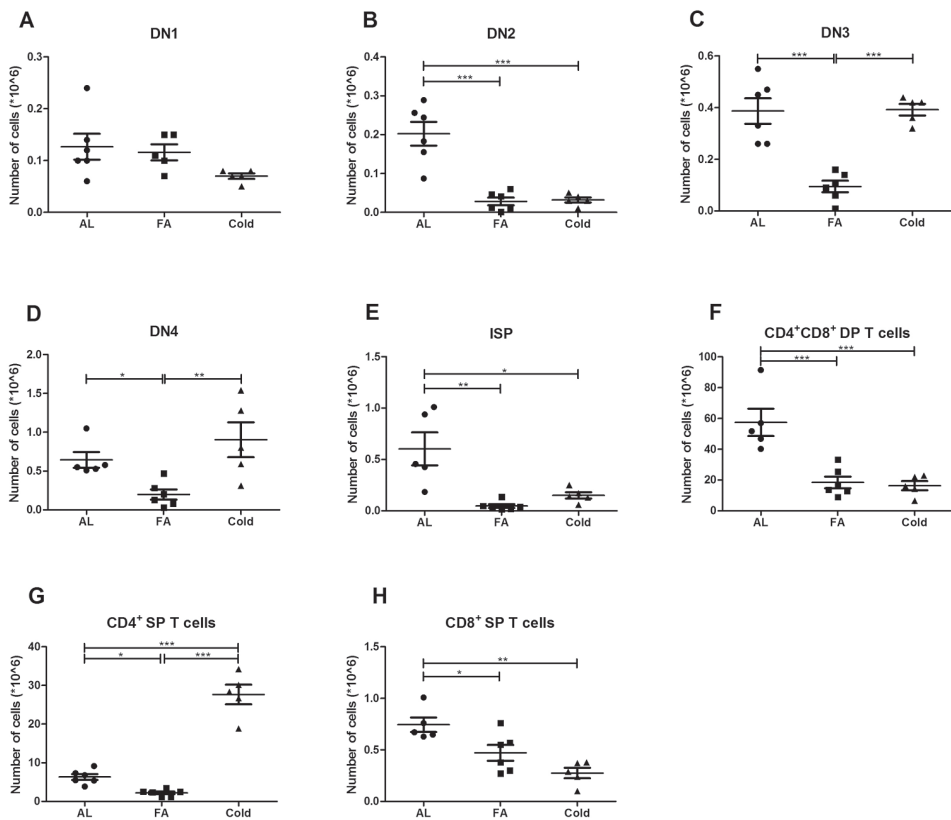 A
DN1
Number of cells (*10^6)
0.3
0.2
0.1
0.0
AL FA Cold
B
DN2
Number of cells (*10^6)
0.4
0.3
0.2
0.1
0.0
***
***
AL FA Cold
C
DN3
Number of cells (*10^6)
0.6
0.4
0.2
0.0
*** ***
AL FA Cold
D
DN4
Number of cells (*10^6)
2.0
1.5
1.0
0.5
0.0
* **
AL FA Cold
E
ISP
Number of cells (*10^6)
1.5
1.0
0.5
0.0
*
**
AL FA Cold
F
CD4⁺CD8⁺ DP T cells
Number of cells (*10^6)
100
80
60
40
20
0
***
***
AL FA Cold
G
CD4⁺ SP T cells
Number of cells (*10^6)
40
30
20
10
0
***
* ***
AL FA Cold
H
CD8⁺ SP T cells
Number of cells (*10^6)
1.5
1.0
0.5
0.0
**
*
AL FA Cold